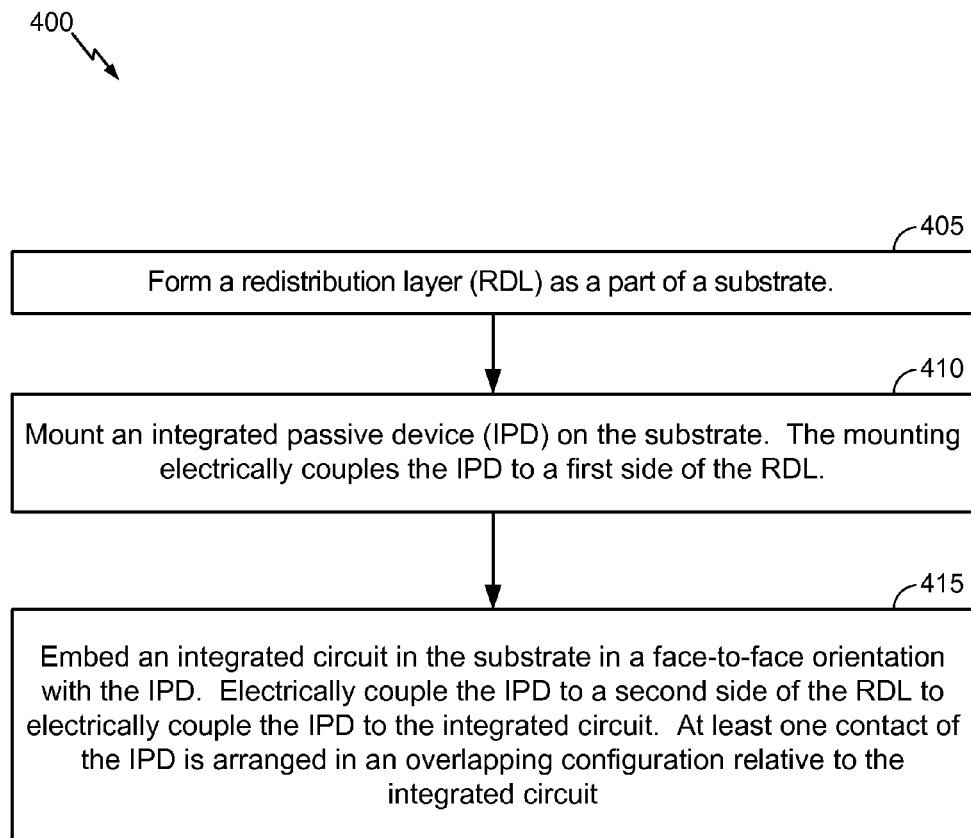 400
405
Form a redistribution layer (RDL) as a part of a substrate.
410
Mount an integrated passive device (IPD) on the substrate.  The mounting
electrically couples the IPD to a first side of the RDL.
415
Embed an integrated circuit in the substrate in a face-to-face orientation
with the IPD.  Electrically couple the IPD to a second side of the RDL to
electrically couple the IPD to the integrated circuit.  At least one contact of
the IPD is arranged in an overlapping configuration relative to the
integrated circuit